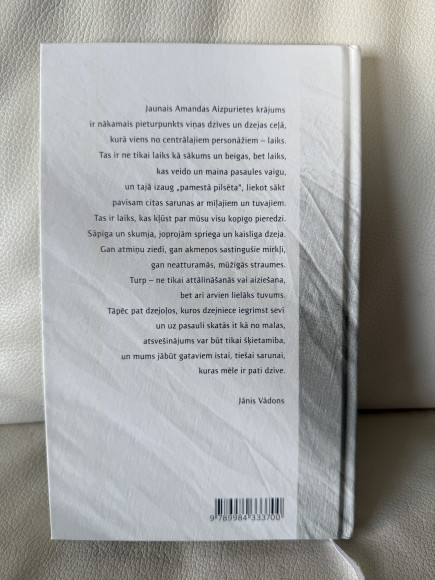 Jaunais Amandas Aizpurietes krājums
ir nākamais pieturpunkts viņas dzīves un dzejas ceļā,
kurā viens no centrālajiem personāžiem – laiks.
Tas ir ne tikai laiks kā sākums un beigas, bet laiks,
kas veido un maina pasaules vaigu,
un tajā izaug „pamestā pilsēta”, liekot sākt
pavisam citas sarunas ar mīļajiem un tuvajiem.
Tas ir laiks, kas kļūst par mūsu visu kopīgo pieredzi.
Sāpīga un skumja, joprojām spriega un kaislīga dzeja.
Gan atmiņu ziedi, gan akmeņos sastingušie mirkļi,
gan neatturamās, mūžīgās straumes.
Turp – ne tikai attālināšanās vai aiziešana,
bet arī arvien lielāks tuvums.
Tāpēc pat dzejoļos, kuros dzejniece iegrimst sevī
un uz pasauli skatās it kā no malas,
atsvešinājums var būt tikai šķietamība,
un mums jābūt gataviem īstai, tiešai sarunai,
kuras mēle ir pati dzīve.
Jānis Vādons
9 789984 333700